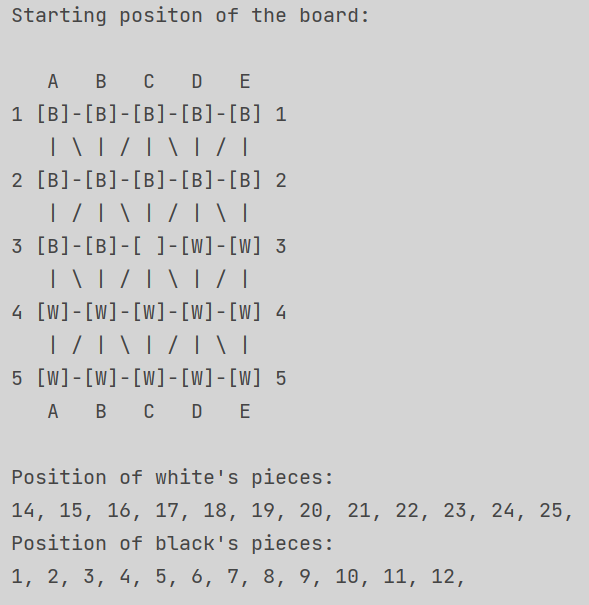 Starting positon of the board:

   A   B   C   D   E
1 [B]-[B]-[B]-[B]-[B] 1
   | \ | / | \ | / |
2 [B]-[B]-[B]-[B]-[B] 2
   | / | \ | / | \ |
3 [B]-[B]-[ ]-[W]-[W] 3
   | \ | / | \ | / |
4 [W]-[W]-[W]-[W]-[W] 4
   | / | \ | / | \ |
5 [W]-[W]-[W]-[W]-[W] 5
   A   B   C   D   E

Position of white's pieces:
14, 15, 16, 17, 18, 19, 20, 21, 22, 23, 24, 25,
Position of black's pieces:
1, 2, 3, 4, 5, 6, 7, 8, 9, 10, 11, 12,